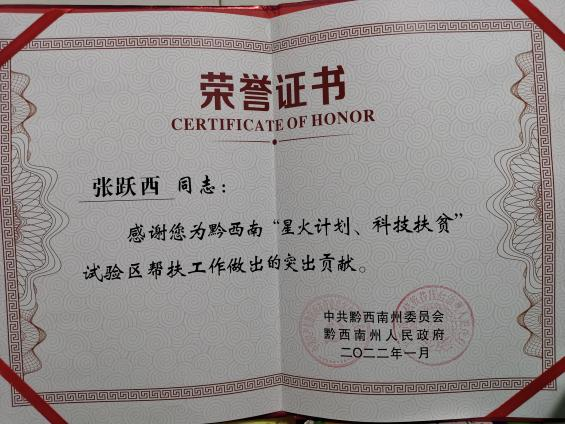 荣誉证书
CERTIFICATE OF HONOR
张跃西 同志：
感谢您为黔西南“星火计划、科技扶贫”
试验区帮扶工作做出的突出贡献。
中共黔西南州委员会
黔西南州人民政府
二〇二二年一月